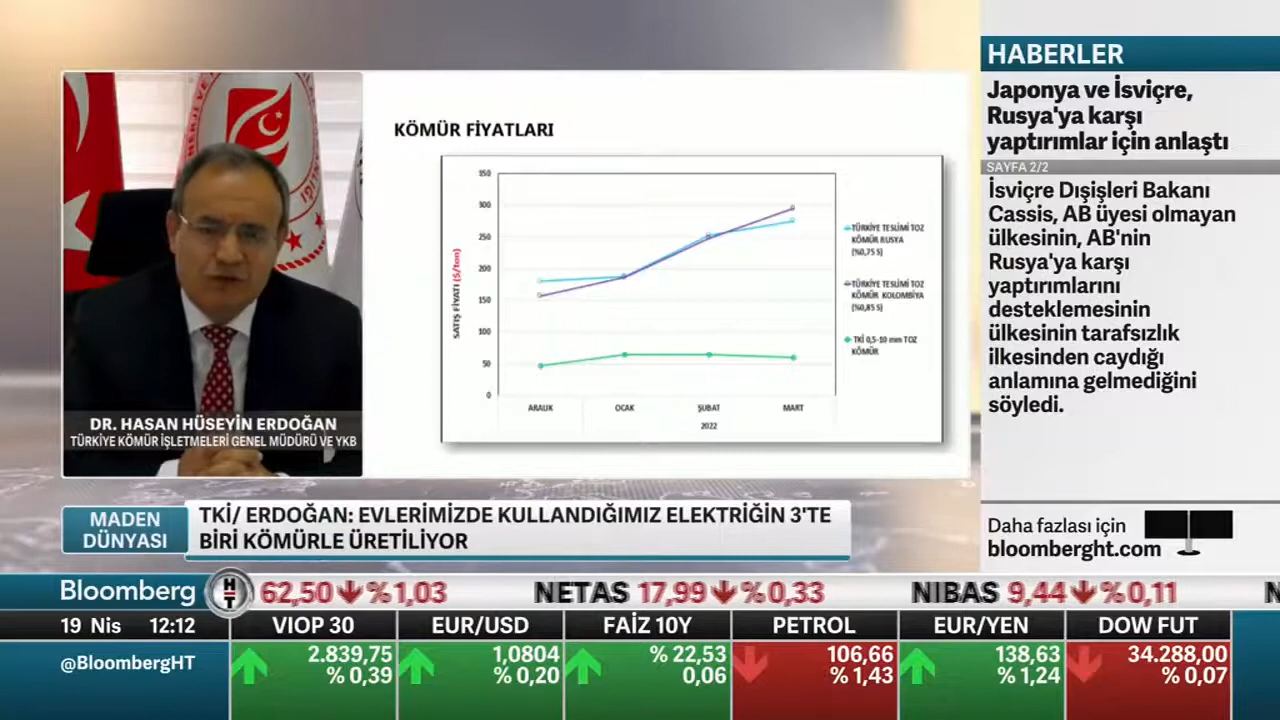 HABERLER
Japonya ve İsviçre,
Rusya'ya karşı
yaptırımlar için anlaştı
SAYFA 2/2
İsviçre Dışişleri Bakanı
Cassis, AB üyesi olmayan
ülkesinin, AB'nin
Rusya'ya karşı
yaptırımlarını
desteklemesinin
ülkesinin tarafsızlık
ilkesinden caydığı
anlamına gelmediğini
söyledi.
Daha fazlası için
bloomberght.com
KÖMÜR FİYATLARI
SATIŞ FİYATI ($/ton)
350
300
250
200
150
100
50
0
ARALIK OCAK ŞUBAT MART
2022
TÜRKİYE TESLİMİ TOZ
KÖMÜR RUSYA
(%0,75 S)
TÜRKİYE TESLİMİ TOZ
KÖMÜR KOLOMBİYA
(%0,85 S)
TKİ 0,5-10 mm TOZ
KÖMÜR
DR. HASAN HÜSEYİN ERDOĞAN
TÜRKİYE KÖMÜR İŞLETMELERİ GENEL MÜDÜRÜ VE YKB
MADEN
DÜNYASI
TKİ/ ERDOĞAN: EVLERİMİZDE KULLANDIĞIMIZ ELEKTRİĞİN 3'TE
BİRİ KÖMÜRLE ÜRETİLİYOR
Bloomberg HT 62,50 %1,03 NETAS 17,99 %0,33 NIBAS 9,44 %0,11
19 Nis 12:12
@BloombergHT
VIOP 30
2.839,75
% 0,39
EUR/USD
1,0804
% 0,20
FAİZ 10Y
% 22,53
0,06
PETROL
106,66
% 1,43
EUR/YEN
138,63
% 1,24
DOW FUT
34.288,00
% 0,07